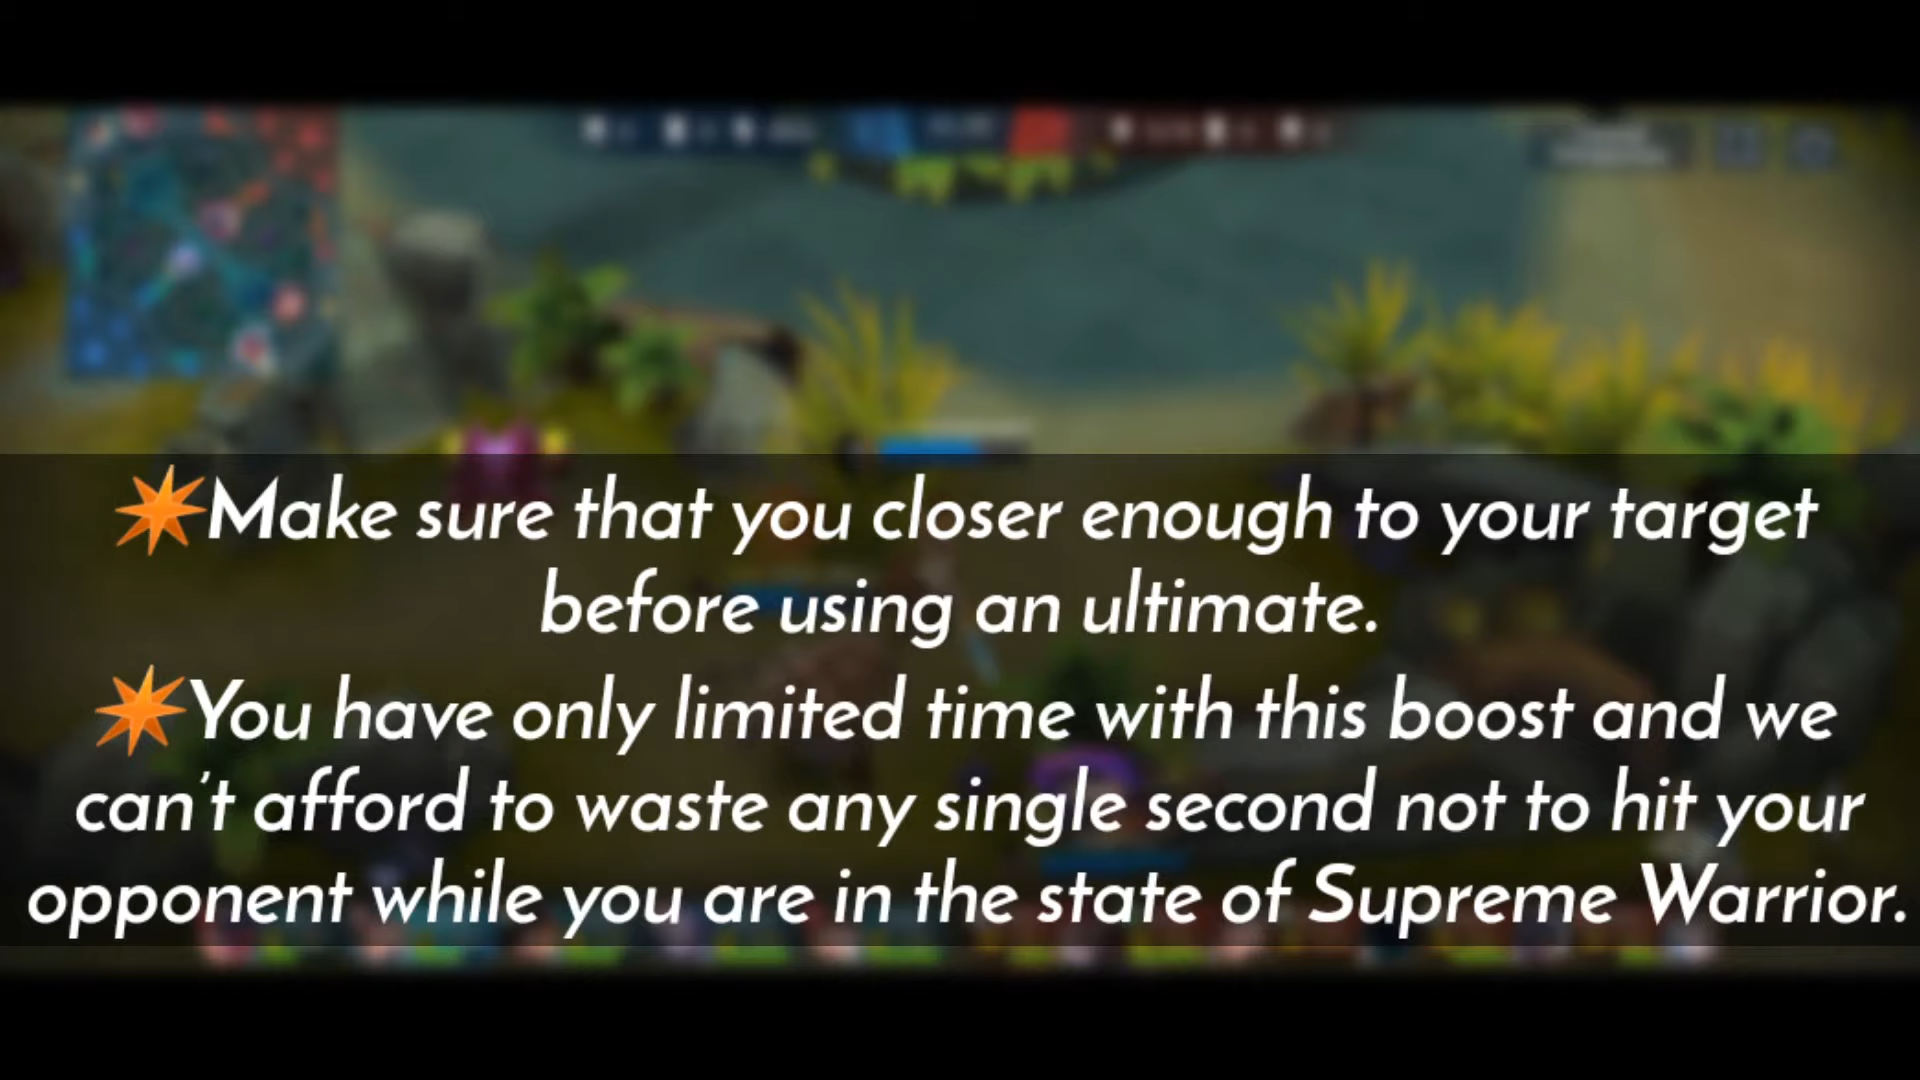 💥Make sure that you closer enough to your target
before using an ultimate.
💥You have only limited time with this boost and we
can't afford to waste any single second not to hit your
opponent while you are in the state of Supreme Warrior.